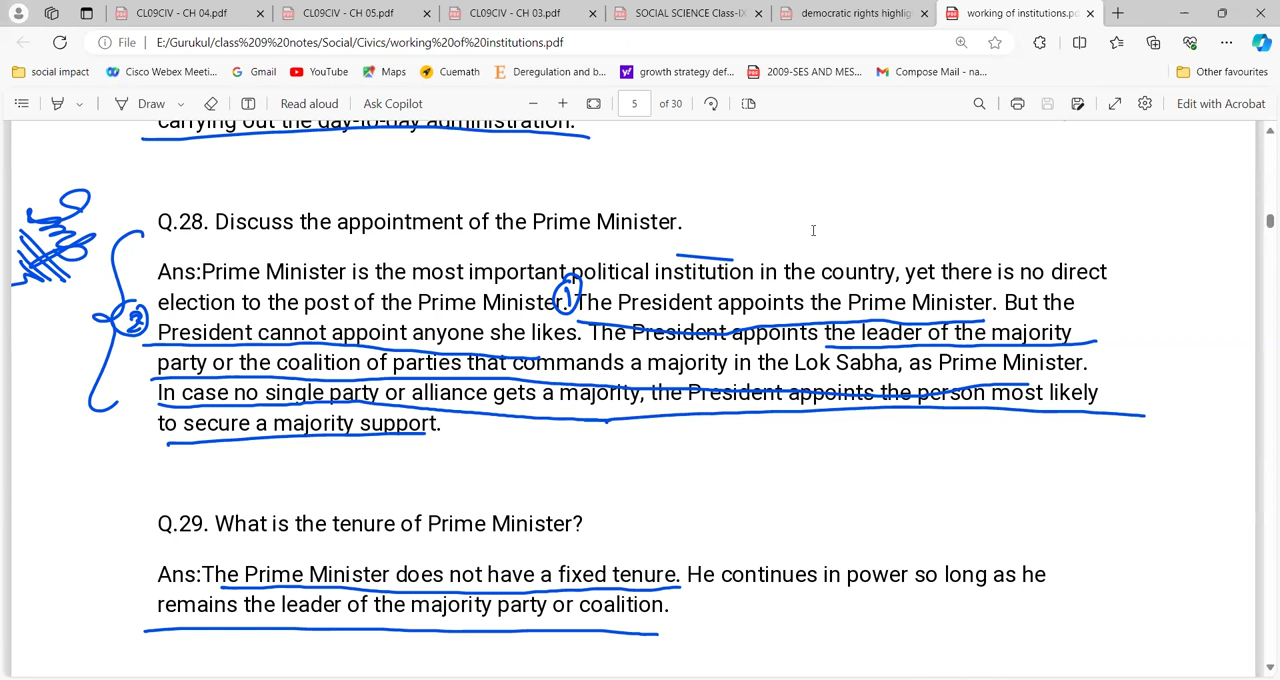 CL09CIV - CH 04.pdf
CL09CIV - CH 05.pdf
CL09CIV - CH 03.pdf
SOCIAL SCIENCE Class-IX
democratic rights highlig
working of institutions.p
File E:/Gurukul/class%209%20notes/Social/Civics/working%20of%20institutions.pdf
social impact Cisco Webex Meeti... Gmail YouTube Maps Cuemath Deregulation and b... growth strategy def... 2009-SES AND MES... Compose Mail - na... Other favourites
Draw Read aloud Ask Copilot 5 of 30 Edit with Acrobat
carrying out the day-to-day administration.
Q.28. Discuss the appointment of the Prime Minister.
Ans:Prime Minister is the most important political institution in the country, yet there is no direct
election to the post of the Prime Minister. 1 The President appoints the Prime Minister. But the
2 President cannot appoint anyone she likes. The President appoints the leader of the majority
party or the coalition of parties that commands a majority in the Lok Sabha, as Prime Minister.
In case no single party or alliance gets a majority, the President appoints the person most likely
to secure a majority support.
Q.29. What is the tenure of Prime Minister?
Ans:The Prime Minister does not have a fixed tenure. He continues in power so long as he
remains the leader of the majority party or coalition.